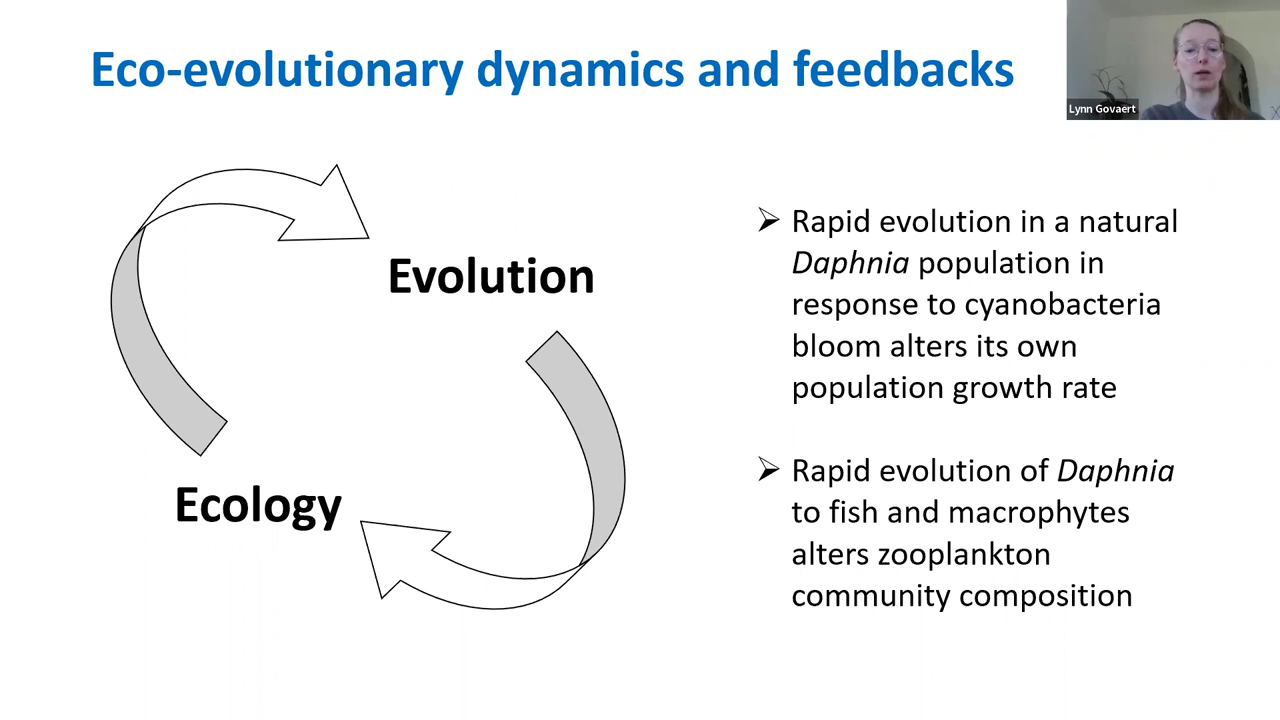 Eco-evolutionary dynamics and feedbacks
Lynn Govaert
Evolution
Ecology
➢ Rapid evolution in a natural
Daphnia population in
response to cyanobacteria
bloom alters its own
population growth rate
➢ Rapid evolution of Daphnia
to fish and macrophytes
alters zooplankton
community composition